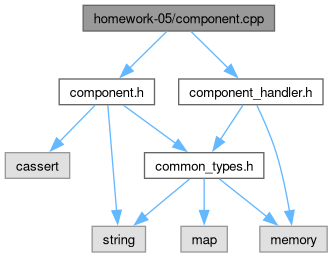 homework-05/component.cpp
component.h
component_handler.h
cassert
common_types.h
string
map
memory